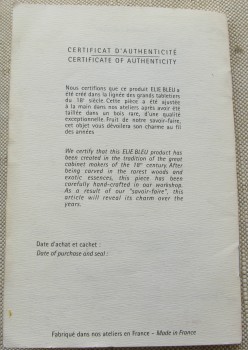 CERTIFICAT D'AUTHENTICITÉ
CERTIFICATE OF AUTHENTICITY
Nous certifions que ce produit ELIE BLEU a
été créé dans la lignée des grands tabletiers
du 18e siècle. Cette pièce a été ajustée
à la main dans nos ateliers après avoir été
taillée dans un bois rare, d'une qualité
exceptionnelle. Fruit de notre savoir-faire,
cet objet vous dévoilera son charme au fil
des années
We certify that this ELIE BLEU product has
been created in the tradition of the great
cabinet makers of the 18th century. After
being carved in the rarest woods and
exotic essences, this piece has been
carefully hand-crafted in our workshop.
As a result of our "savoir-faire", this
article will reveal its charm over the
years.
Date d'achat et cachet :
Date of purchase and seal :
Fabriqué dans nos ateliers en France - Made in France